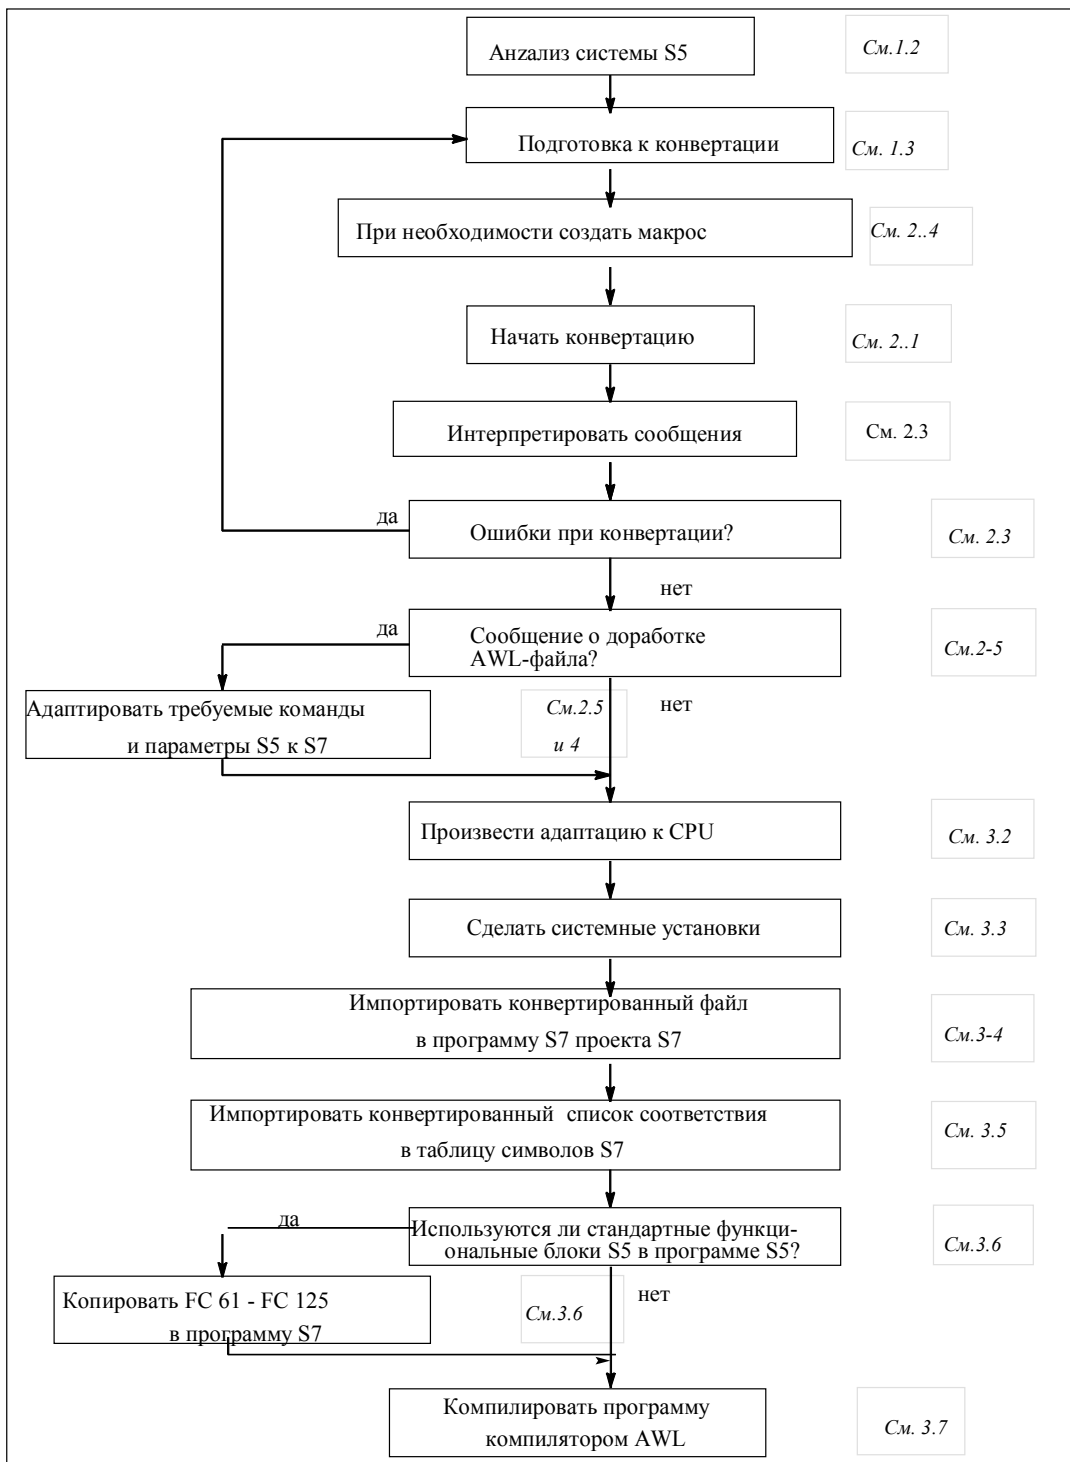 Анzализ системы S5
См.1.2
Подготовка к конвертации
См. 1.3
При необходимости создать макрос
См. 2..4
Начать конвертацию
См. 2..1
Интерпретировать сообщения
См. 2.3
да
Ошибки при конвертации?
См. 2.3
нет
да
Сообщение о доработке
AWL-файла?
См.2-5
Адаптировать требуемые команды
и параметры S5 к S7
См.2.5
и 4
нет
Произвести адаптацию к CPU
См. 3.2
Сделать системные установки
См. 3.3
Импортировать конвертированный файл
в программу S7 проекта S7
См.3-4
Импортировать конвертированный список соответствия
в таблицу символов S7
См. 3.5
да
Используются ли стандартные функци-
ональные блоки S5 в программе S5?
См.3.6
Копировать FC 61 - FC 125
в программу S7
См.3.6
нет
Компилировать программу
компилятором AWL
См. 3.7